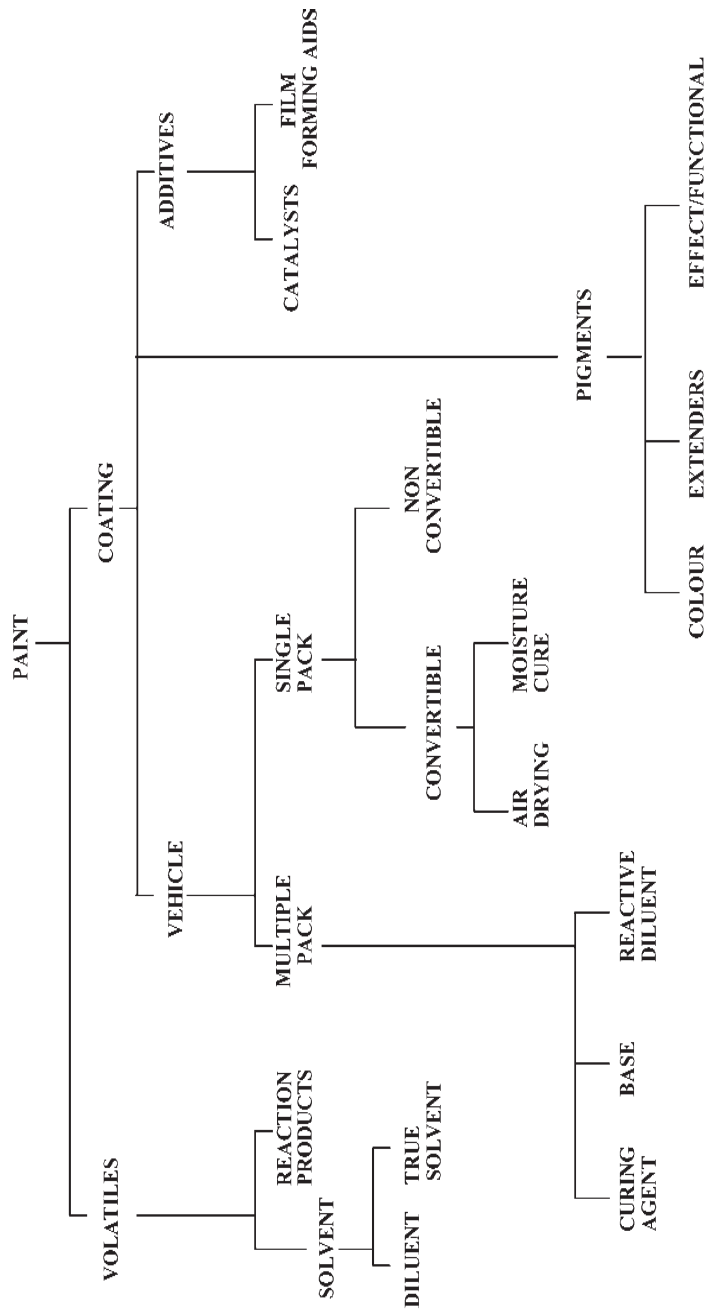 PAINT
VOLATILES
COATING
VEHICLE
ADDITIVES
SOLVENT
REACTION
PRODUCTS
MULTIPLE
PACK
SINGLE
PACK
CATALYSTS
FILM
FORMING AIDS
DILUENT
TRUE
SOLVENT
CONVERTIBLE
NON
CONVERTIBLE
AIR
DRYING
MOISTURE
CURE
PIGMENTS
CURING
AGENT
BASE
REACTIVE
DILUENT
COLOUR
EXTENDERS
EFFECT/FUNCTIONAL